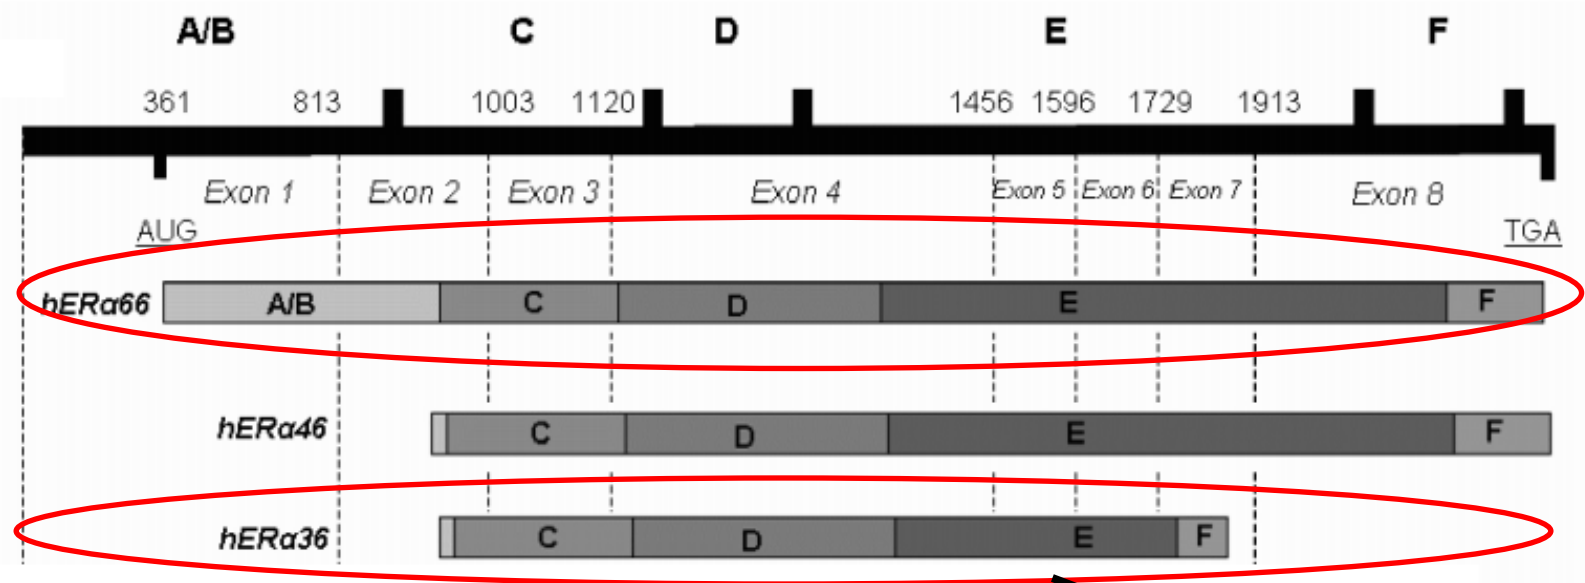 A/B C D E F
361 813 1003 1120 1456 1596 1729 1913
Exon 1 Exon 2 Exon 3 Exon 4 Exon 5 Exon 6 Exon 7 Exon 8
AUG TGA
hERα66 A/B C D E F
hERα46 C D E F
hERα36 C D E F